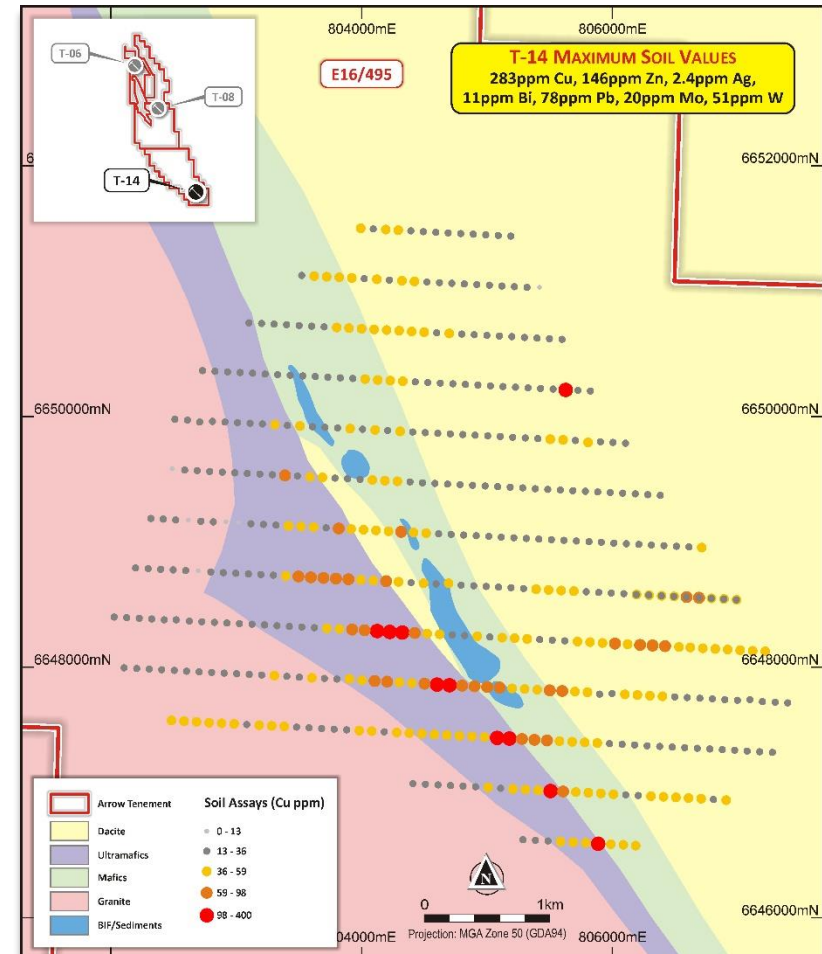 804000mE
806000mE
T-06
T-08
T-14
E16/495
T-14 MAXIMUM SOIL VALUES
283ppm Cu, 146ppm Zn, 2.4ppm Ag,
11ppm Bi, 78ppm Pb, 20ppm Mo, 51ppm W
6652000mN
6650000mN
6650000mN
6648000mN
6648000mN
Arrow Tenement
Dacite
Ultramafics
Mafics
Granite
BIF/Sediments
Soil Assays (Cu ppm)
0 - 13
13 - 36
36 - 59
59 - 98
98 - 400
N
0 1km
Projection: MGA Zone 50 (GDA94)
6646000mN
804000mE
806000mE